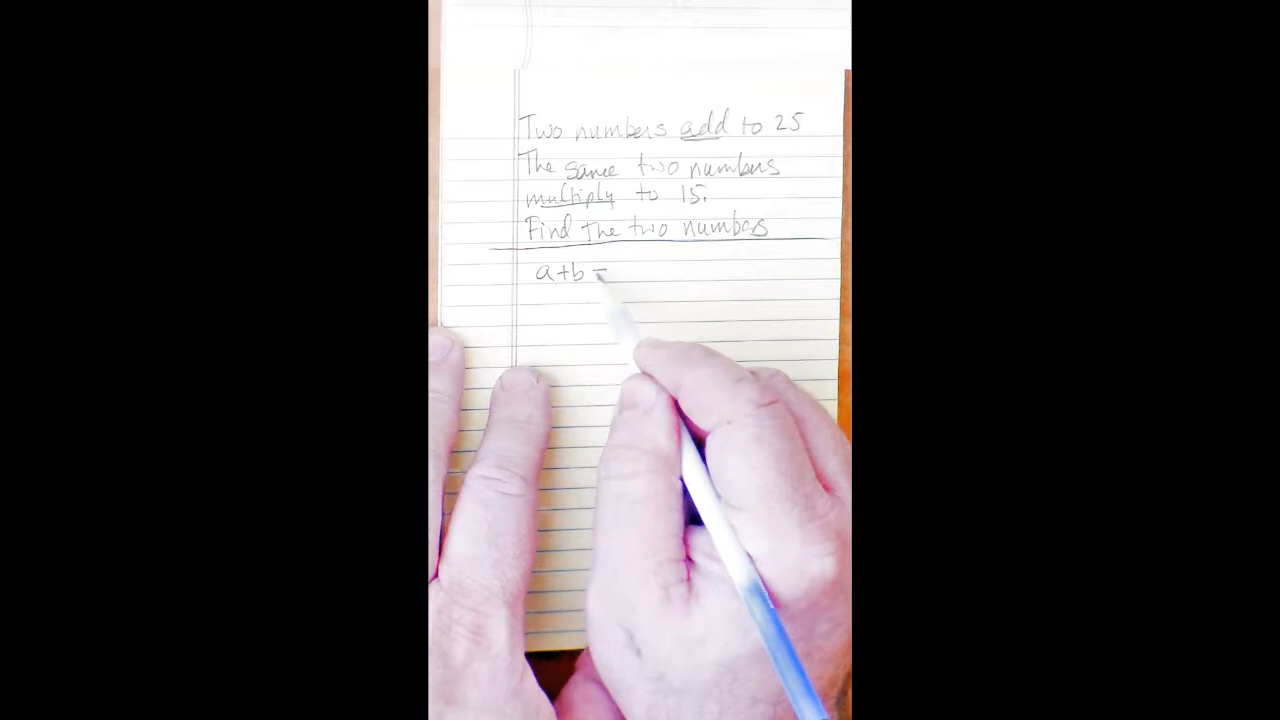 Two numbers add to 25
The same two numbers
multiply to 15.
Find the two numbers
a+b =